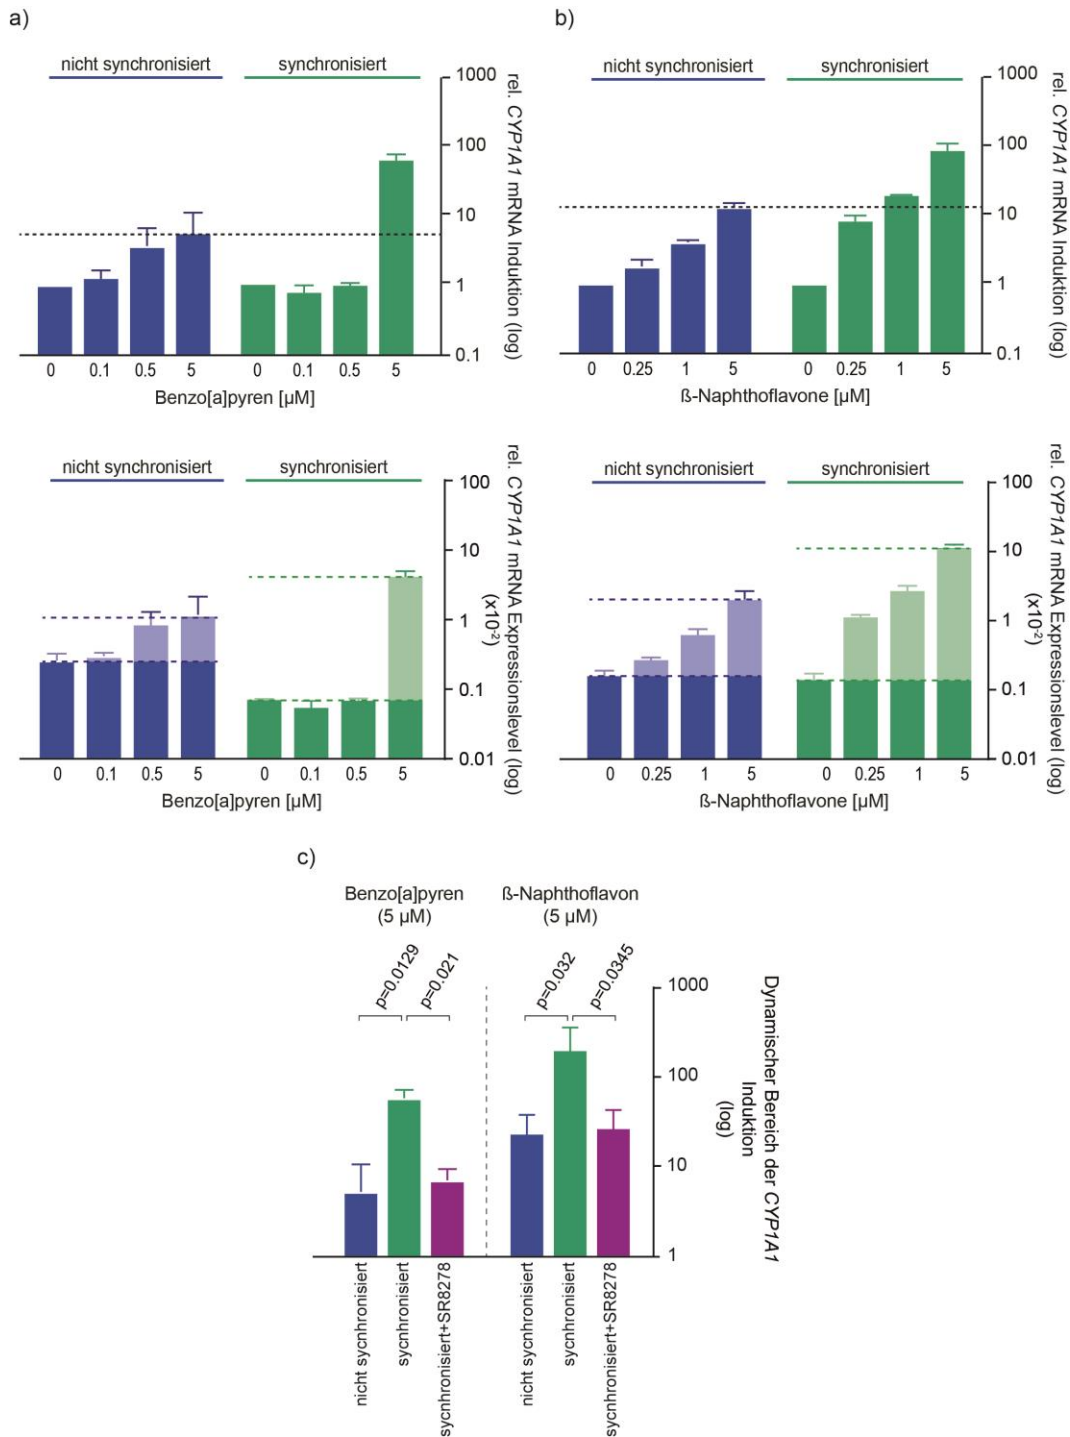 a)
nicht synchronisiert
synchronisiert
1000
100
10
1
0.1
rel. CYP1A1 mRNA Induktion (log)
0 0.1 0.5 5 0 0.1 0.5 5
Benzo[a]pyren [µM]
b)
nicht synchronisiert
synchronisiert
1000
100
10
1
0.1
rel. CYP1A1 mRNA Induktion (log)
0 0.25 1 5 0 0.25 1 5
ß-Naphthoflavone [µM]
nicht synchronisiert
synchronisiert
100
10
1
0.1
0.01
rel. CYP1A1 mRNA Expressionslevel (log)
(x10-2)
0 0.1 0.5 5 0 0.1 0.5 5
Benzo[a]pyren [µM]
nicht synchronisiert
synchronisiert
100
10
1
0.1
0.01
rel. CYP1A1 mRNA Expressionslevel (log)
(x10-2)
0 0.25 1 5 0 0.25 1 5
ß-Naphthoflavone [µM]
c)
Benzo[a]pyren
(5 µM)
ß-Naphthoflavon
(5 µM)
p=0.0129
p=0.021
p=0.032
p=0.0345
1000
100
10
1
Dynamischer Bereich der CYP1A1
Induktion
(log)
nicht sycnhronisiert
sycnhronisiert
sycnhronisiert+SR8278
nicht sycnhronisiert
sycnhronisiert
sycnhronisiert+SR8278